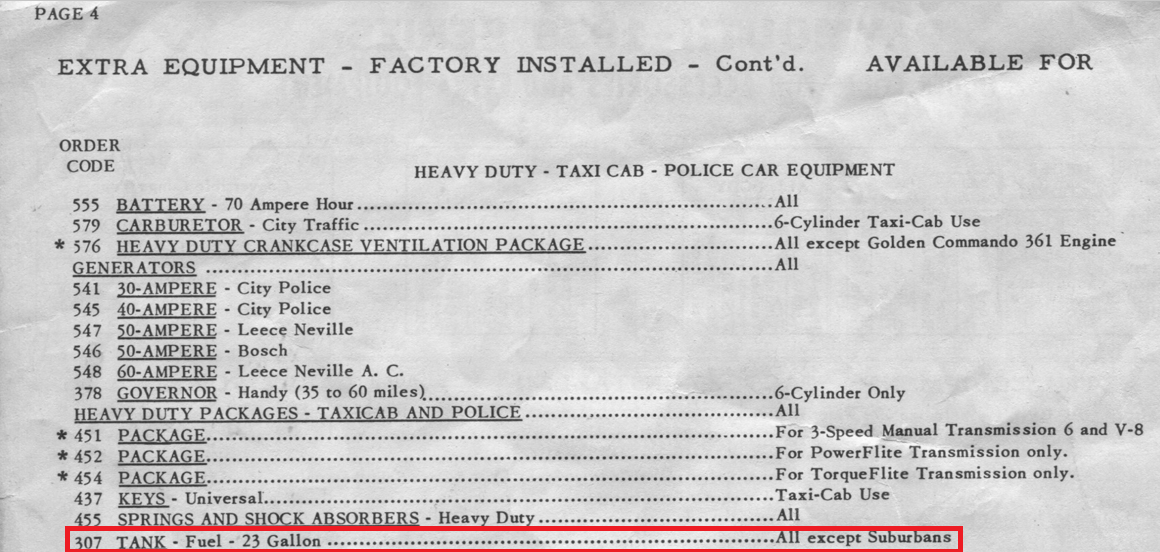 PAGE 4
EXTRA EQUIPMENT - FACTORY INSTALLED - Cont'd. AVAILABLE FOR
ORDER
CODE
HEAVY DUTY - TAXI CAB - POLICE CAR EQUIPMENT
555 BATTERY - 70 Ampere Hour ........ All
579 CARBURETOR - City Traffic ........ 6-Cylinder Taxi-Cab Use
* 576 HEAVY DUTY CRANKCASE VENTILATION PACKAGE ........ All except Golden Commando 361 Engine
GENERATORS ........ All
541 30-AMPERE - City Police
545 40-AMPERE - City Police
547 50-AMPERE - Leece Neville
546 50-AMPERE - Bosch
548 60-AMPERE - Leece Neville A. C.
378 GOVERNOR - Handy (35 to 60 miles) ........ 6-Cylinder Only
HEAVY DUTY PACKAGES - TAXICAB AND POLICE ........ All
* 451 PACKAGE ........ For 3-Speed Manual Transmission 6 and V-8
* 452 PACKAGE ........ For PowerFlite Transmission only.
* 454 PACKAGE ........ For TorqueFlite Transmission only.
437 KEYS - Universal ........ Taxi-Cab Use
455 SPRINGS AND SHOCK ABSORBERS - Heavy Duty ........ All
307 TANK - Fuel - 23 Gallon ........ All except Suburbans